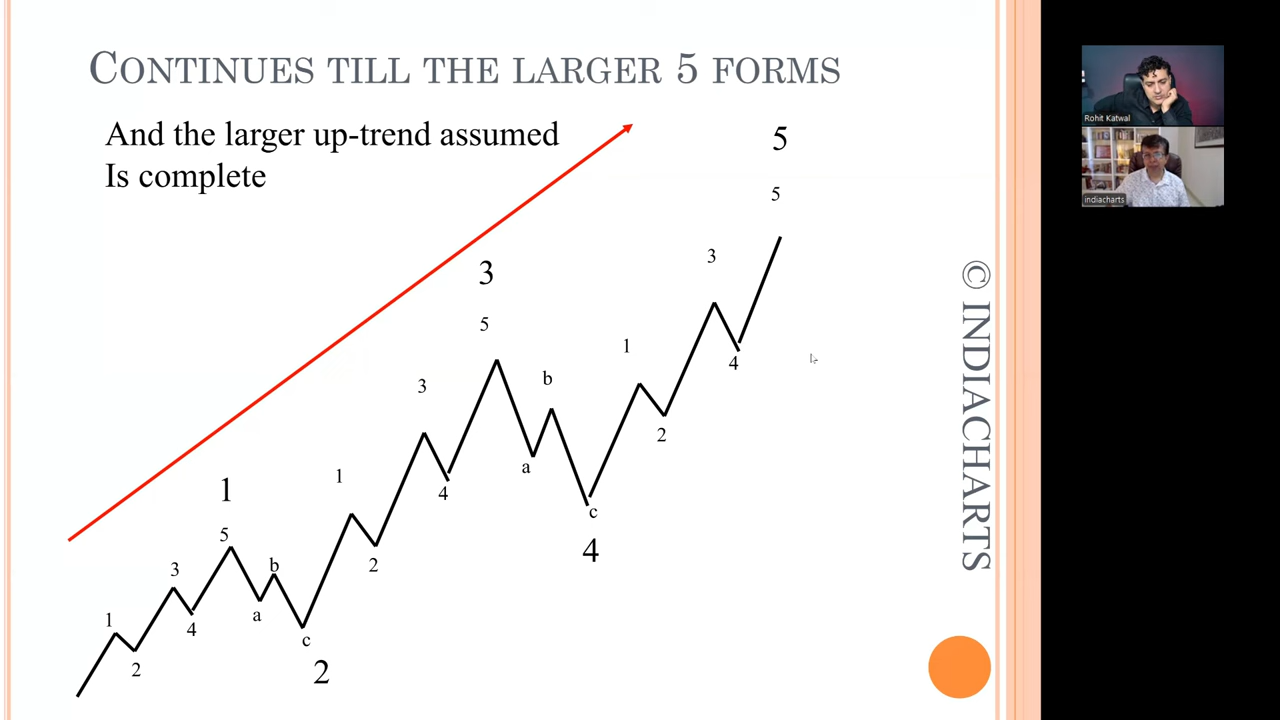 CONTINUES TILL THE LARGER 5 FORMS
And the larger up-trend assumed
Is complete
5
5
3
3
5
1
b
4
3
a
2
1
4
c
1
5
4
2
3
b
1
a
4
c
2
2
© INDIACHARTS
Rohit Katwal
indiacharts